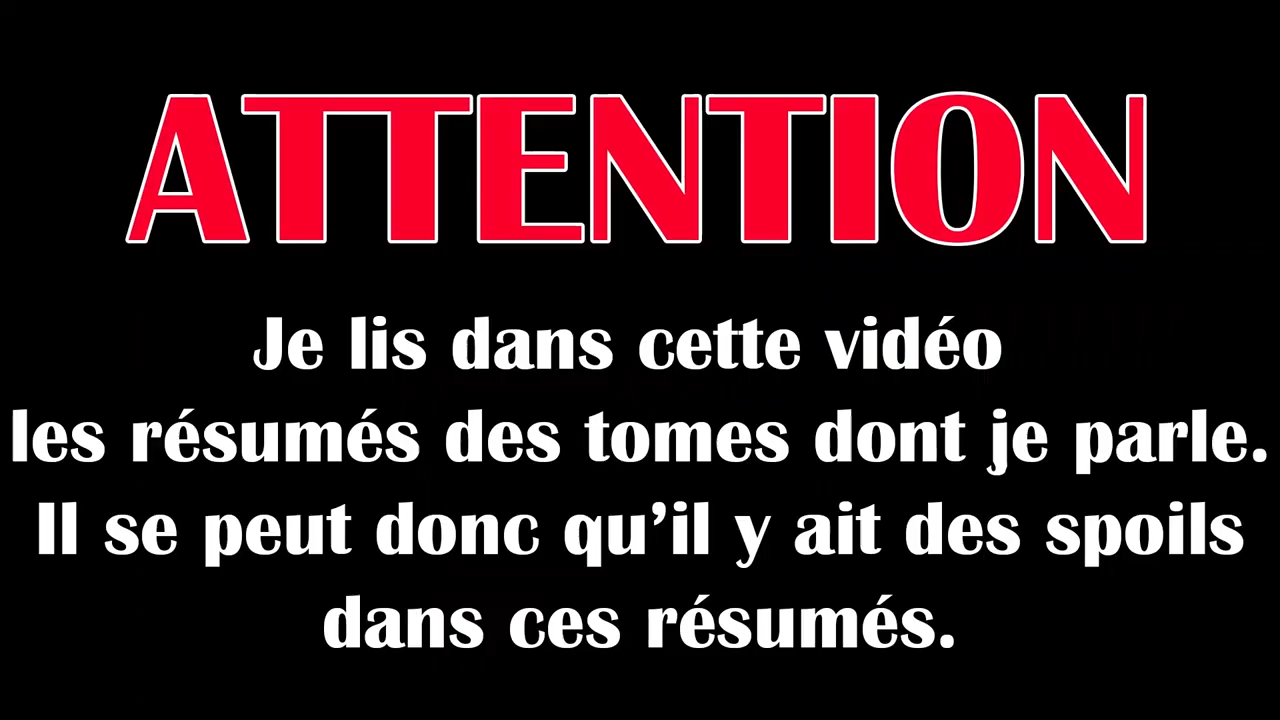 ATTENTION
Je lis dans cette vidéo
les résumés des tomes dont je parle.
Il se peut donc qu’il y ait des spoils
dans ces résumés.